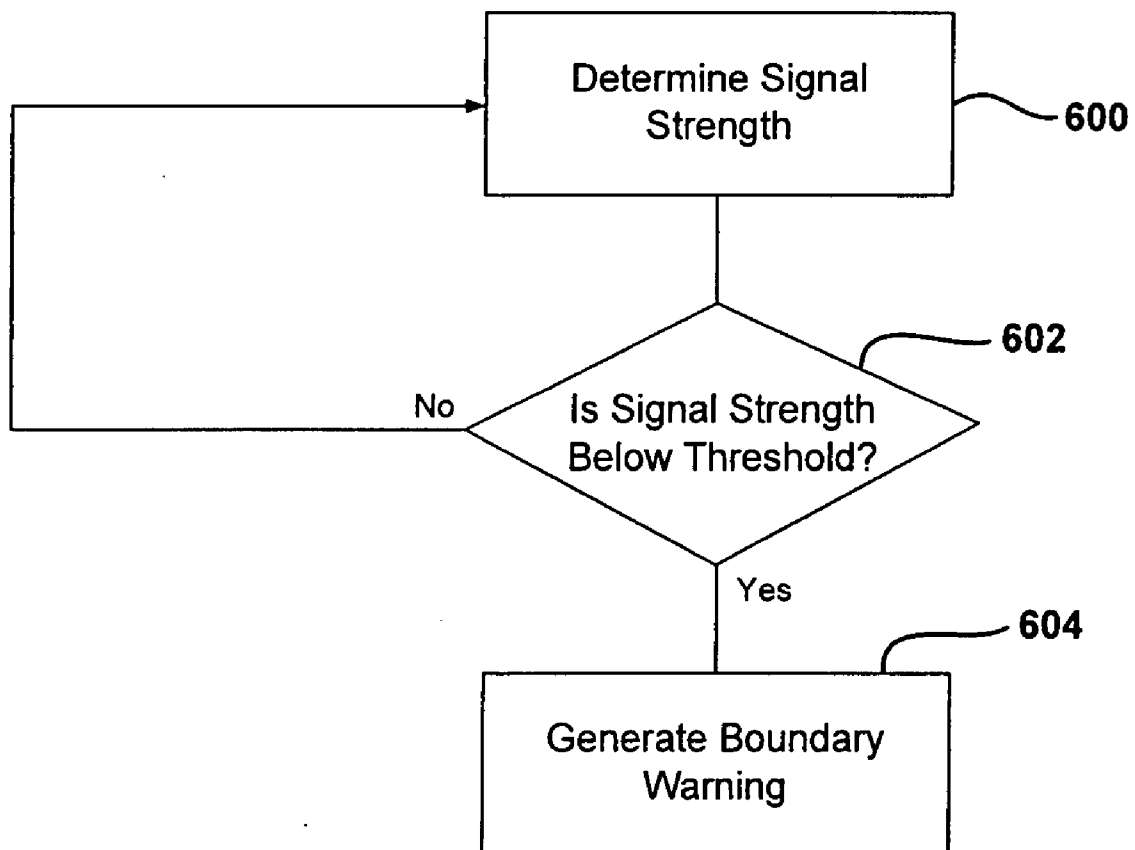 Determine Signal
Strength
600
602
No
Is Signal Strength
Below Threshold?
Yes
604
Generate Boundary
Warning